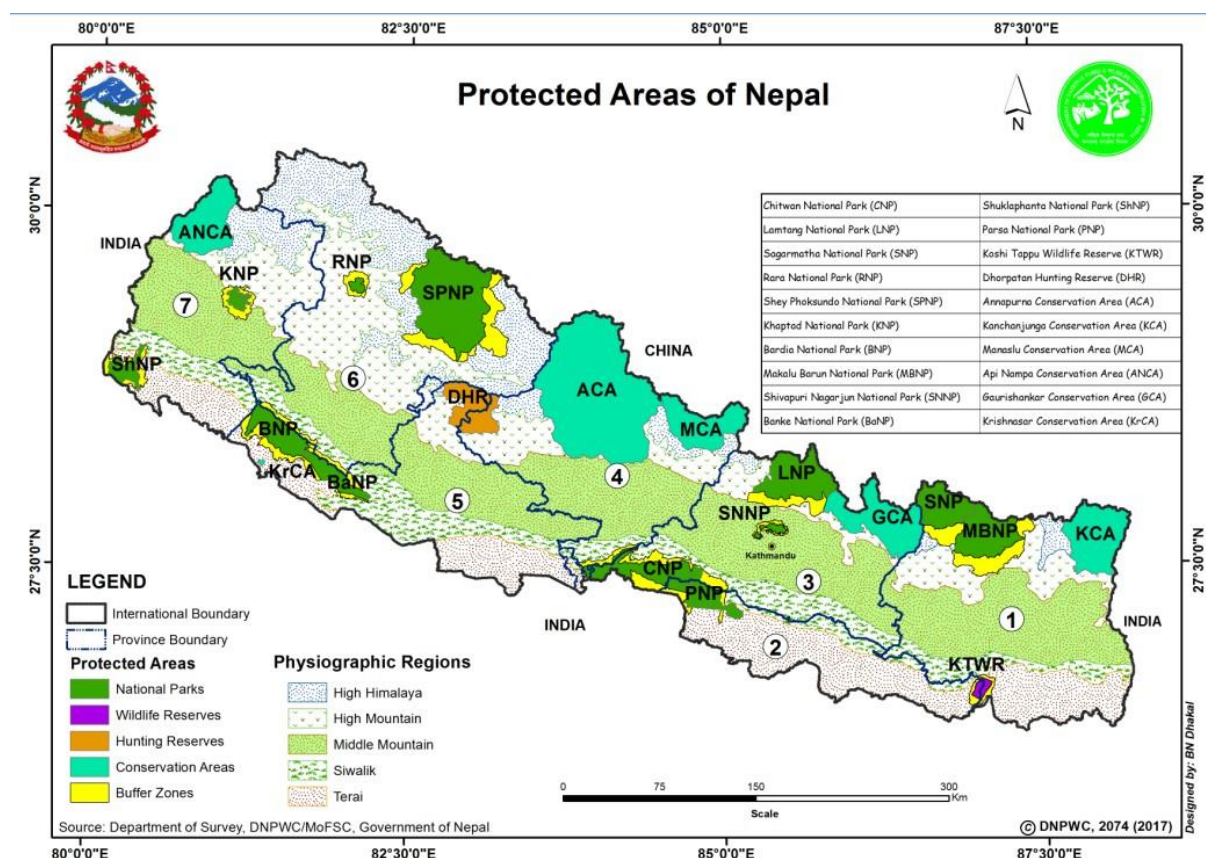 80°0'0"E 82°30'0"E 85°0'0"E 87°30'0"E
Protected Areas of Nepal
N
30°0'0"N
30°0'0"N
27°30'0"N
27°30'0"N
Chitwan National Park (CNP) Shuklaphanta National Park (ShNP)
Lamtang National Park (LNP) Parsa National Park (PNP)
Sagarmatha National Park (SNP) Koshi Tappu Wildlife Reserve (KTWR)
Rara National Park (RNP) Dhorpatan Hunting Reserve (DHR)
Shey Phoksundo National Park (SPNP) Annapurna Conservation Area (ACA)
Khaptad National Park (KNP) Kanchanjunga Conservation Area (KCA)
Bardia National Park (BNP) Manaslu Conservation Area (MCA)
Makalu Barun National Park (MBNP) Api Nampa Conservation Area (ANCA)
Shivapuri Nagarjun National Park (SNNP) Gaurishankar Conservation Area (GCA)
Banke National Park (BaNP) Krishnasar Conservation Area (KrCA)
ANCA
INDIA
KNP
RNP
SPNP
7
CHINA
ShNP
6
DHR
ACA
BNP
MCA
KrCA
BaNP
4
LNP
5
SNNP
GCA
SNP
MBNP
KCA
Kathmandu
CNP
3
PNP
INDIA
1
INDIA
2
KTWR
LEGEND
International Boundary
Province Boundary
Protected Areas
National Parks
Wildlife Reserves
Hunting Reserves
Conservation Areas
Buffer Zones
Physiographic Regions
High Himalaya
High Mountain
Middle Mountain
Siwalik
Terai
0 75 150 300
Km
Scale
Designed by: BN Dhakal
Source: Department of Survey, DNPWC/MoFSC, Government of Nepal
© DNPWC, 2074 (2017)
80°0'0"E 82°30'0"E 85°0'0"E 87°30'0"E